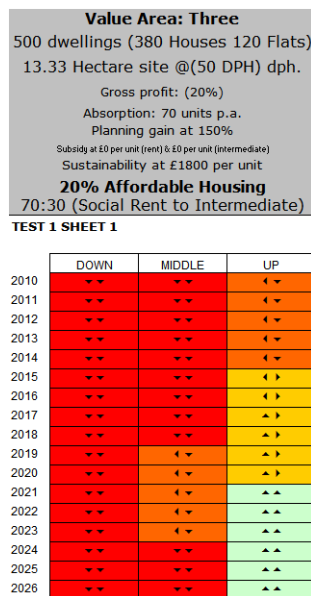 Value Area: Three
500 dwellings (380 Houses 120 Flats)
13.33 Hectare site @(50 DPH) dph.
Gross profit: (20%)
Absorption: 70 units p.a.
Planning gain at 150%
Subsidy at £0 per unit (rent) & £0 per unit (intermediate)
Sustainability at £1800 per unit
20% Affordable Housing
70:30 (Social Rent to Intermediate)
TEST 1 SHEET 1
DOWN MIDDLE UP
2010
2011
2012
2013
2014
2015
2016
2017
2018
2019
2020
2021
2022
2023
2024
2025
2026